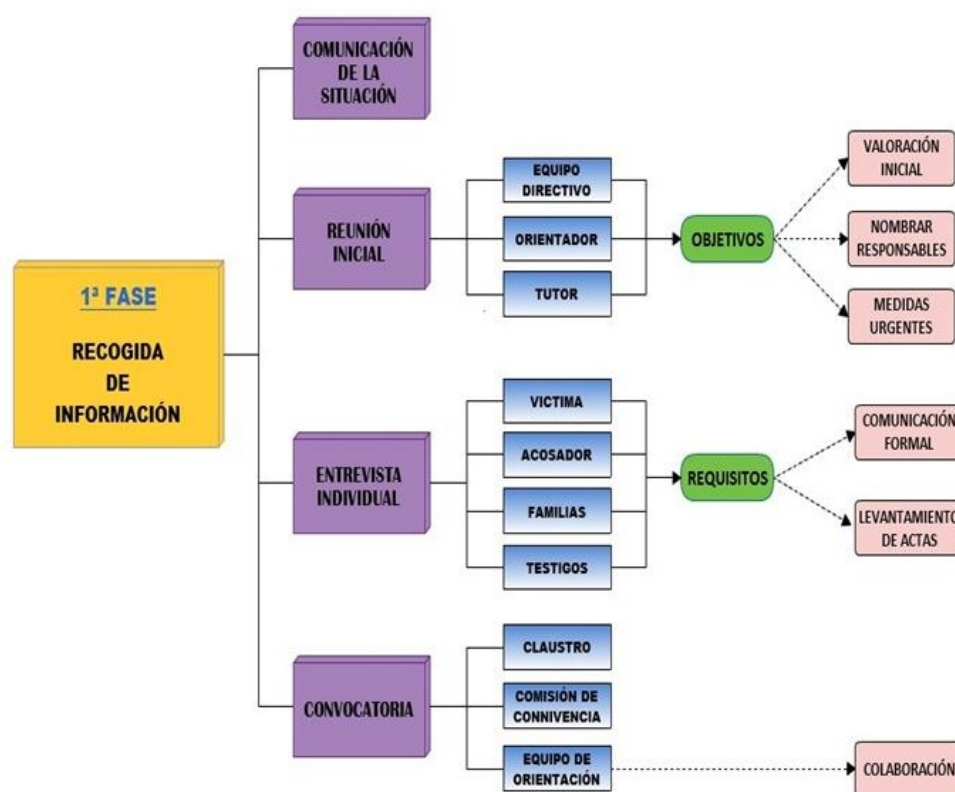 1ª FASE
RECOGIDA
DE
INFORMACIÓN
COMUNICACIÓN
DE LA
SITUACIÓN
REUNIÓN
INICIAL
EQUIPO
DIRECTIVO
ORIENTADOR
TUTOR
OBJETIVOS
VALORACIÓN
INICIAL
NOMBRAR
RESPONSABLES
MEDIDAS
URGENTES
ENTREVISTA
INDIVIDUAL
VICTIMA
ACOSADOR
FAMILIAS
TESTIGOS
REQUISITOS
COMUNICACIÓN
FORMAL
LEVANTAMIENTO
DE ACTAS
CONVOCATORIA
CLAUSTRO
COMISIÓN DE
CONNIVENCIA
EQUIPO DE
ORIENTACIÓN
COLABORACIÓN